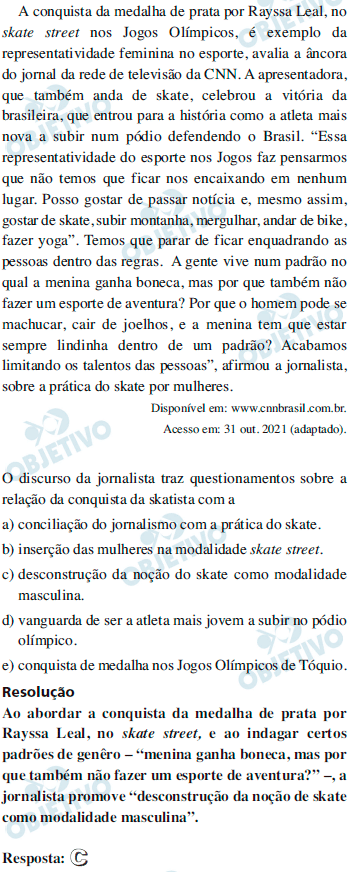 A conquista da medalha de prata por Rayssa Leal, no
skate street nos Jogos Olímpicos, é exemplo da
representatividade feminina no esporte, avalia a âncora
do jornal da rede de televisão da CNN. A apresentadora,
que também anda de skate, celebrou a vitória da
brasileira, que entrou para a história como a atleta mais
nova a subir num pódio defendendo o Brasil. “Essa
representatividade do esporte nos Jogos faz pensarmos
que não temos que ficar nos encaixando em nenhum
lugar. Posso gostar de passar notícia e, mesmo assim,
gostar de skate, subir montanha, mergulhar, andar de bike,
fazer yoga”. Temos que parar de ficar enquadrando as
pessoas dentro das regras. A gente vive num padrão no
qual a menina ganha boneca, mas por que também não
fazer um esporte de aventura? Por que o homem pode se
machucar, cair de joelhos, e a menina tem que estar
sempre lindinha dentro de um padrão? Acabamos
limitando os talentos das pessoas”, afirmou a jornalista,
sobre a prática do skate por mulheres.
Disponível em: www.cnnbrasil.com.br.
Acesso em: 31 out. 2021 (adaptado).
O discurso da jornalista traz questionamentos sobre a
relação da conquista da skatista com a
a) conciliação do jornalismo com a prática do skate.
b) inserção das mulheres na modalidade skate street.
c) desconstrução da noção do skate como modalidade
masculina.
d) vanguarda de ser a atleta mais jovem a subir no pódio
olímpico.
e) conquista de medalha nos Jogos Olímpicos de Tóquio.
Resolução
Ao abordar a conquista da medalha de prata por
Rayssa Leal, no skate street, e ao indagar certos
padrões de genêro – “menina ganha boneca, mas por
que também não fazer um esporte de aventura?” –, a
jornalista promove “desconstrução da noção de skate
como modalidade masculina”.
Resposta: C